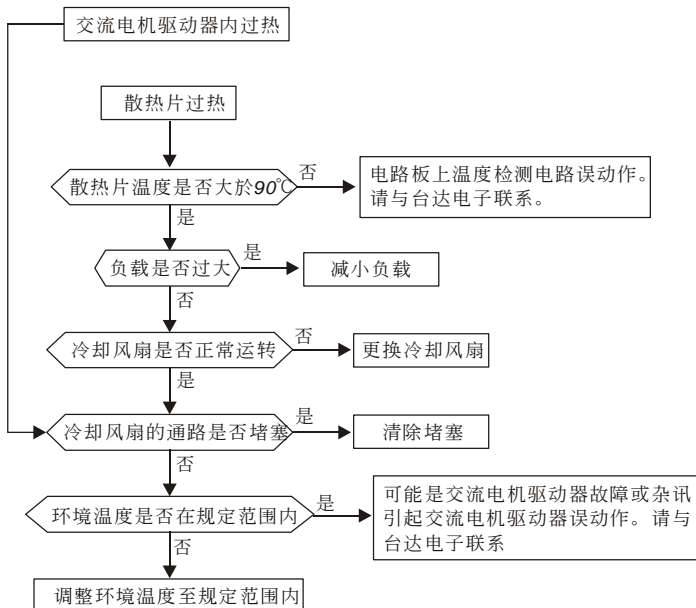 交流电机驱动器内过热
散热片过热
散热片温度是否大於90℃
否
电路板上温度检测电路误动作。
请与台达电子联系。
是
负载是否过大
是
减小负载
否
冷却风扇是否正常运转
否
更换冷却风扇
是
冷却风扇的通路是否堵塞
是
清除堵塞
否
环境温度是否在规定范围内
是
可能是交流电机驱动器故障或杂讯
引起交流电机驱动器误动作。请与
台达电子联系
否
调整环境温度至规定范围内